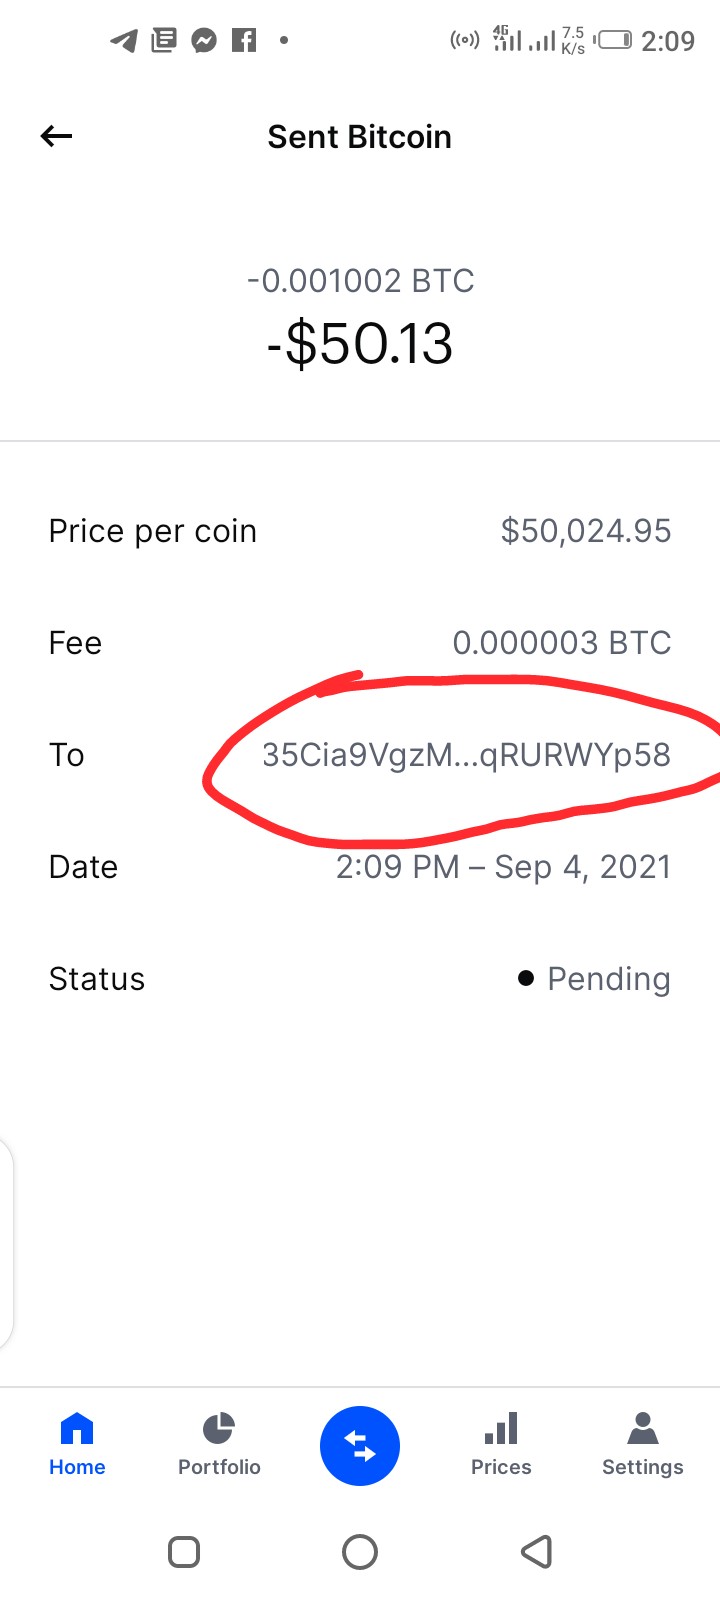 4G 7.5 K/s 2:09
Sent Bitcoin
-0.001002 BTC
-$50.13
Price per coin $50,024.95
Fee 0.000003 BTC
To 35Cia9VgzM...qRURWYp58
Date 2:09 PM – Sep 4, 2021
Status Pending
Home Portfolio Prices Settings